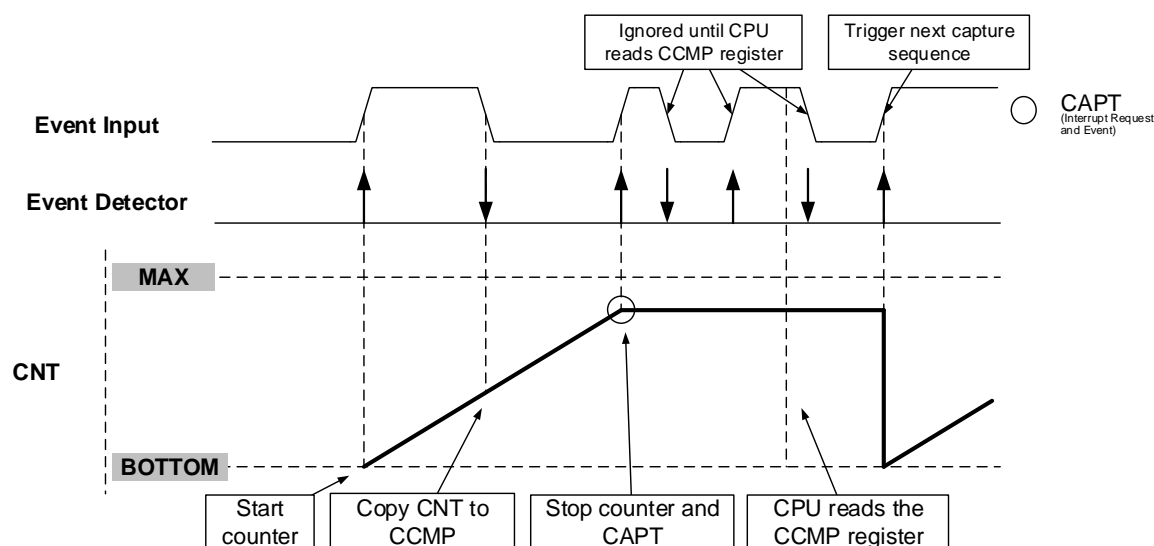 Ignored until CPU
reads CCMP register
Trigger next capture
sequence
CAPT
(Interrupt Request
and Event)
Event Input
Event Detector
MAX
CNT
BOTTOM
Start
counter
Copy CNT to
CCMP
Stop counter and
CAPT
CPU reads the
CCMP register